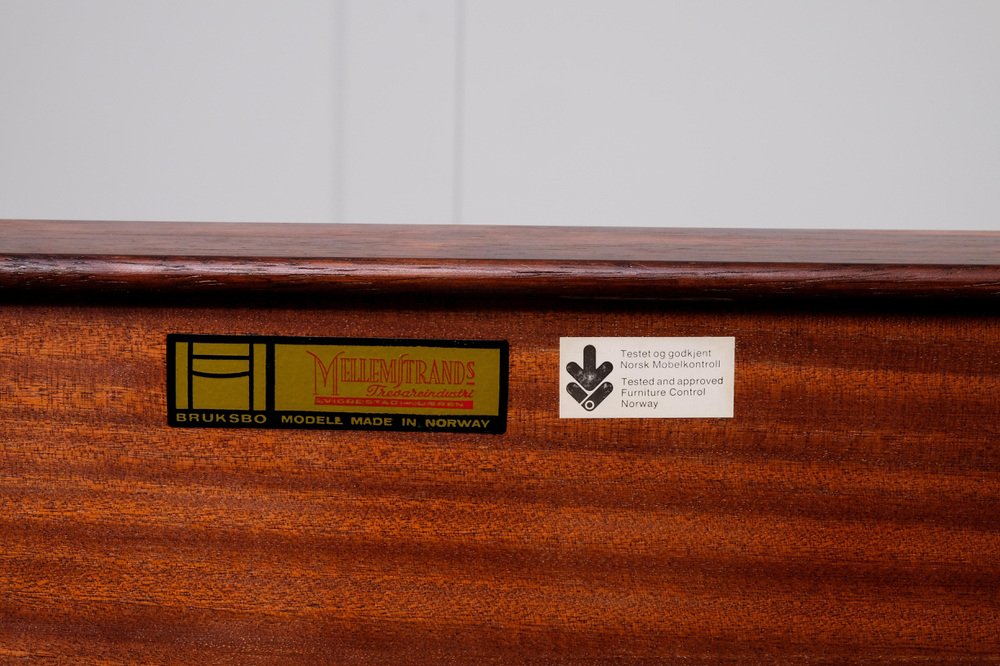 MELLEMSTRANDS
Trevareindustri
BRUKSBO MODELL MADE IN NORWAY
Testet og godkjent
Norsk Møbelkontroll
Tested and approved
Furniture Control
Norway